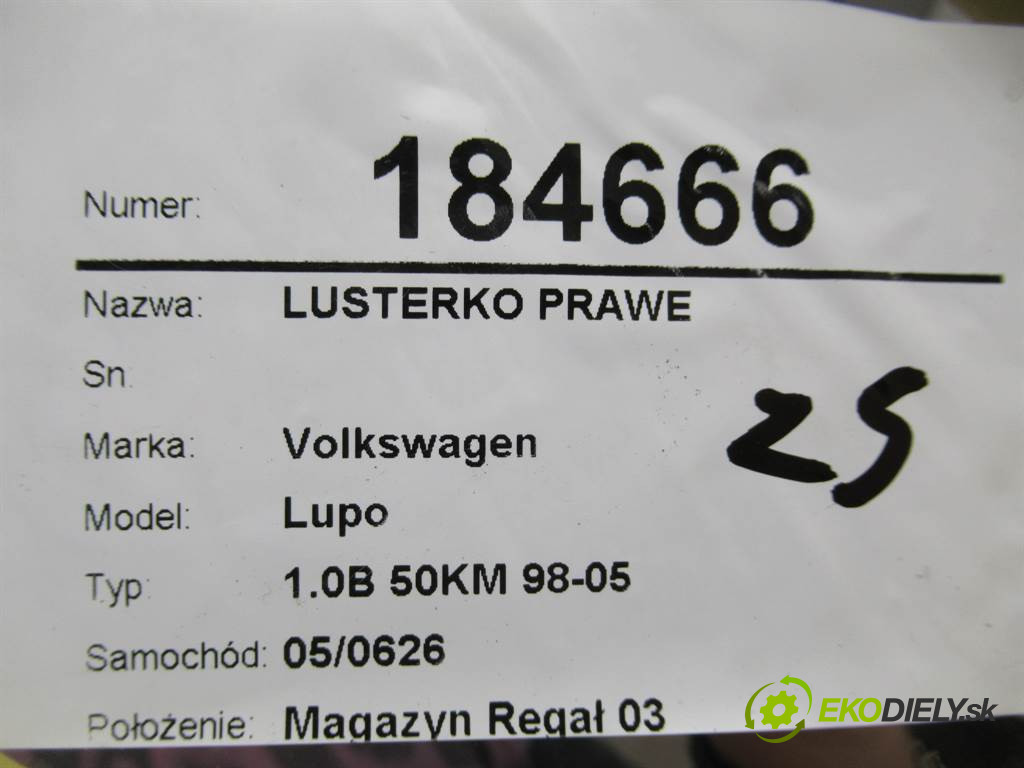 Numer: 184666
Nazwa: LUSTERKO PRAWE
Sn:
Marka: Volkswagen
Model: Lupo
Typ: 1.0B 50KM 98-05
Samochód: 05/0626
Położenie: Magazyn Regał 03
ZS
EKODIELY.sk